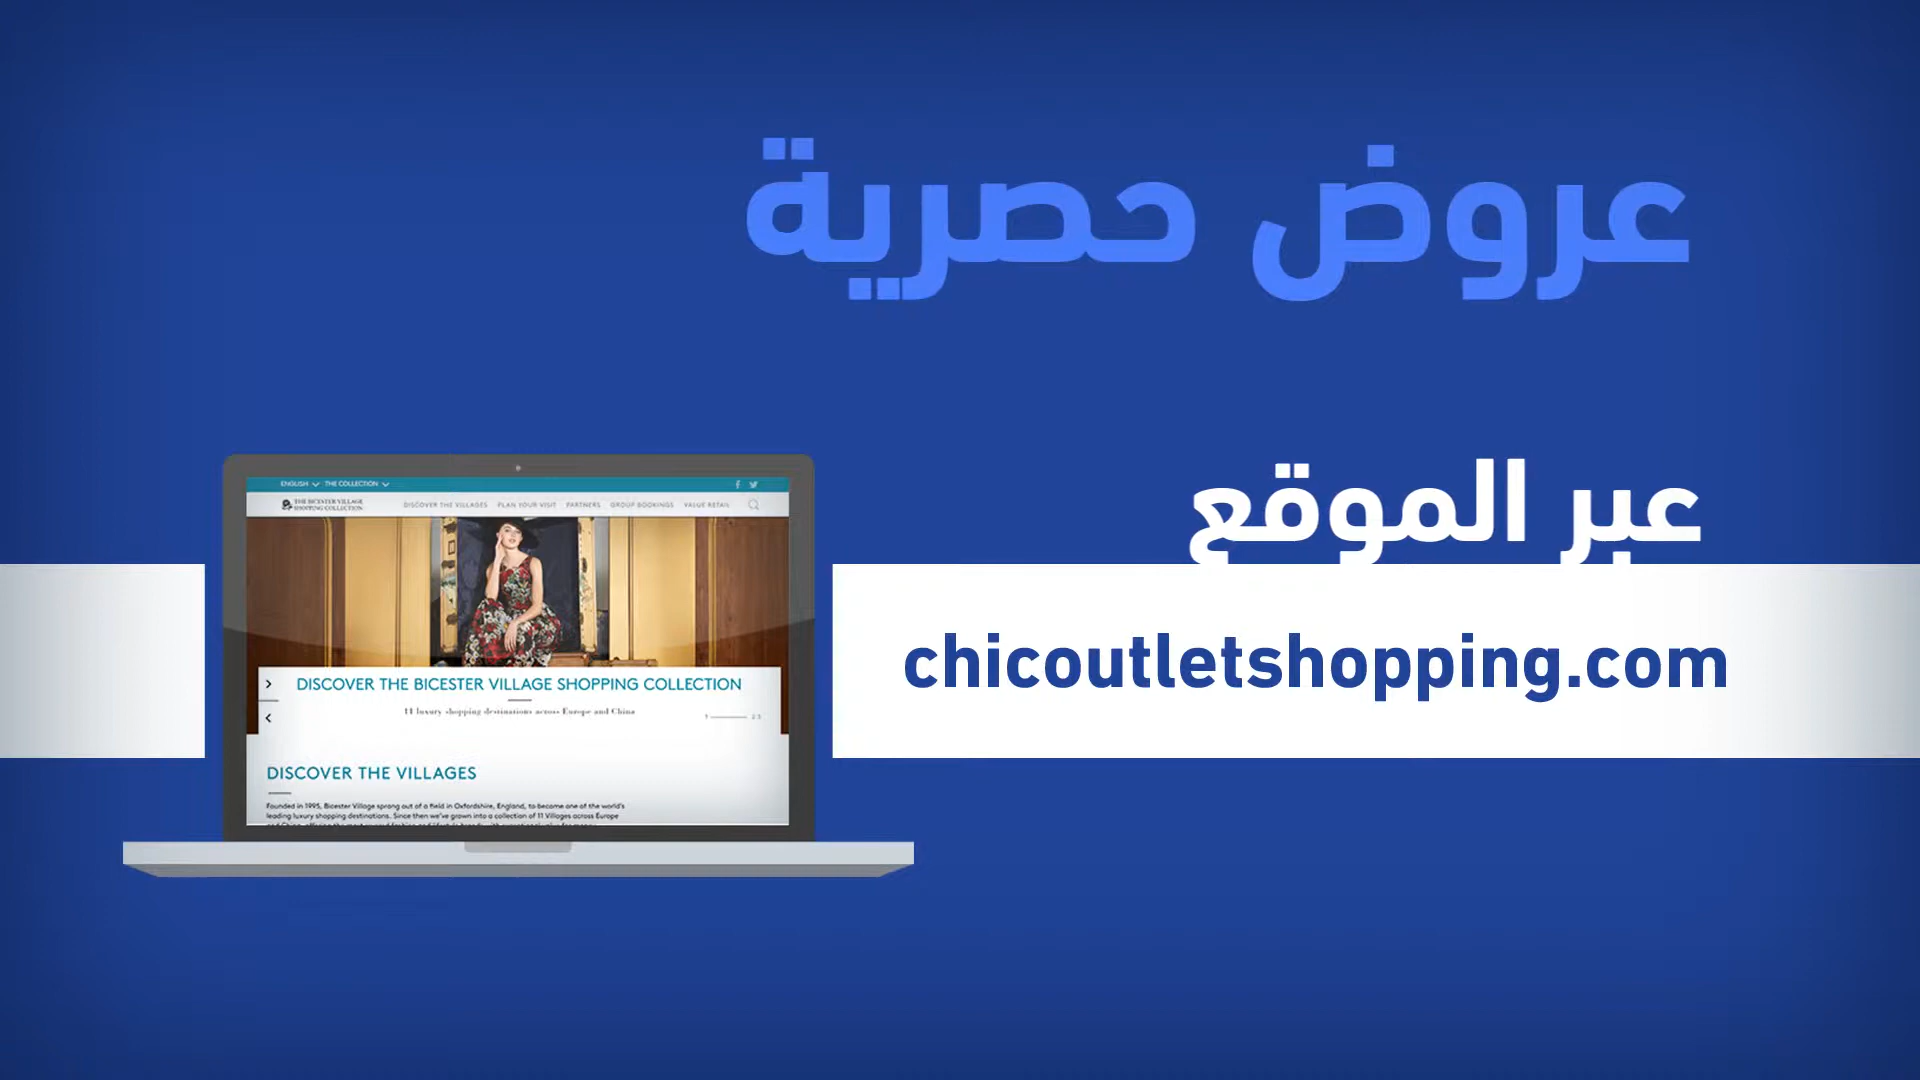 عروض حصرية
عبر الموقع
chicoutletshopping.com
ENGLISH THE COLLECTION
THE BICESTER VILLAGE
SHOPPING COLLECTION
DISCOVER THE VILLAGES PLAN YOUR VISIT PARTNERS GROUP BOOKINGS VALUE RETAIL
DISCOVER THE BICESTER VILLAGE SHOPPING COLLECTION
11 luxury shopping destinations across Europe and China
DISCOVER THE VILLAGES
Founded in 1995, Bicester Village sprang out of a field in Oxfordshire, England, to become one of the world's
leading luxury shopping destinations. Since then we've grown into a collection of 11 Villages across Europe